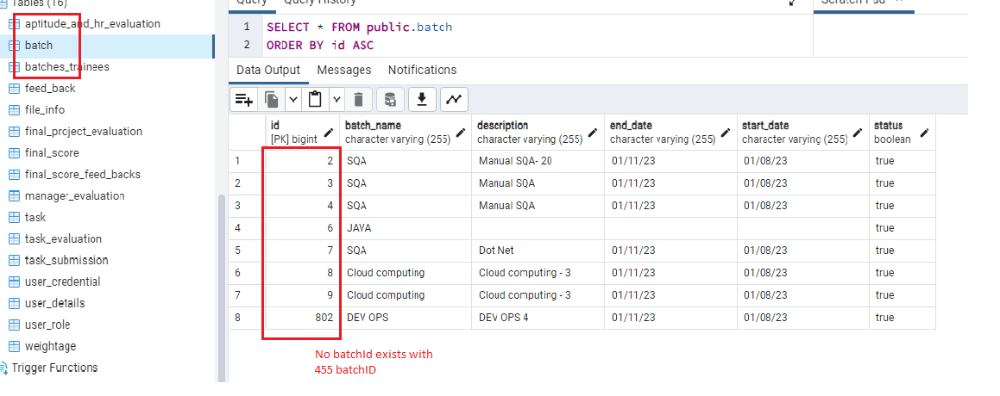 Tables (16)
aptitude_and_hr_evaluation
batch
batches_trainees
feed_back
file_info
final_project_evaluation
final_score
final_score_feed_backs
manager_evaluation
task
task_evaluation
task_submission
user_credential
user_details
user_role
weightage
Trigger Functions
Query Query History
Scratch Pad
1 SELECT * FROM public.batch
2 ORDER BY id ASC
Data Output Messages Notifications
id batch_name description end_date start_date status
[PK] bigint character varying (255) character varying (255) character varying (255) character varying (255) boolean
1 2 SQA Manual SQA- 20 01/11/23 01/08/23 true
2 3 SQA Manual SQA 01/11/23 01/08/23 true
3 4 SQA Manual SQA 01/11/23 01/08/23 true
4 6 JAVA true
5 7 SQA Dot Net 01/11/23 01/08/23 true
6 8 Cloud computing Cloud computing - 3 01/11/23 01/08/23 true
7 9 Cloud computing Cloud computing - 3 01/11/23 01/08/23 true
8 802 DEV OPS DEV OPS 4 01/11/23 01/08/23 true
No batchId exists with
455 batchID